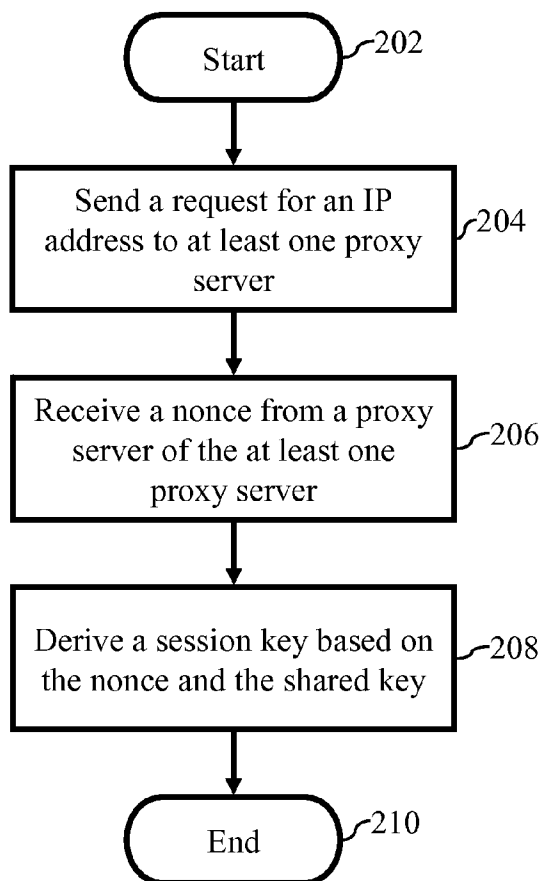 Start
202
Send a request for an IP
address to at least one proxy
server
204
Receive a nonce from a proxy
server of the at least one
proxy server
206
Derive a session key based on
the nonce and the shared key
208
End
210